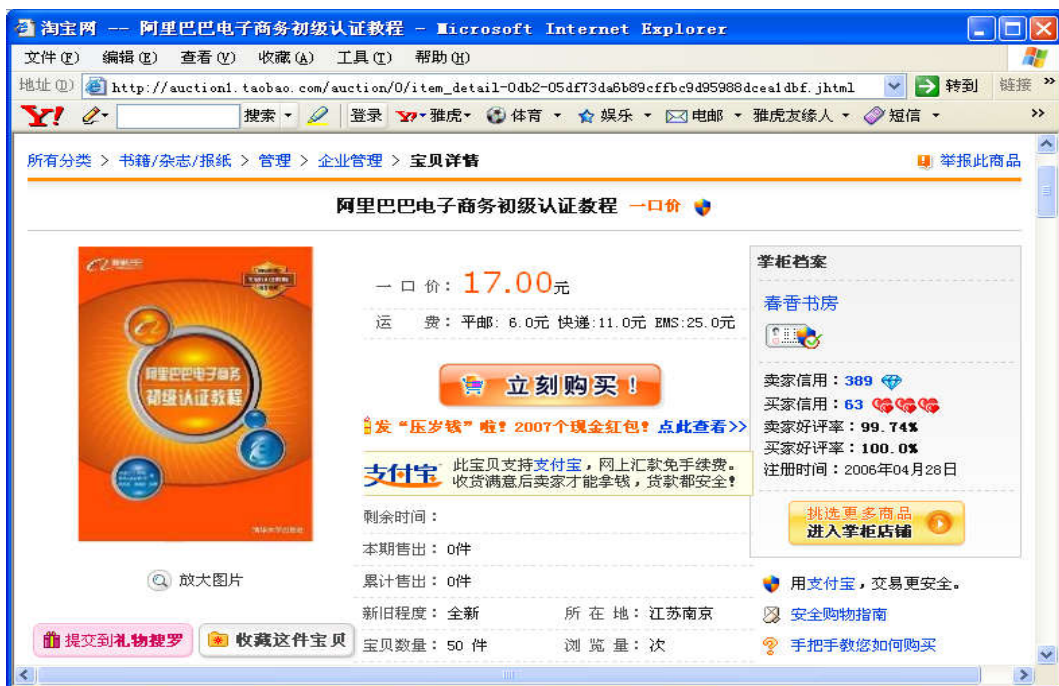 淘宝网 -- 阿里巴巴电子商务初级认证教程 - Microsoft Internet Explorer
文件(F) 编辑(E) 查看(V) 收藏(A) 工具(T) 帮助(H)
地址(D) http://auction1.taobao.com/auction/0/item_detail-0db2-05df73da6b89cffbc9d95988dcea1dbf.jhtml 转到 链接 »
Y! 搜索 登录 雅虎 体育 娱乐 电邮 雅虎友缘人 短信 »
所有分类 > 书籍/杂志/报纸 > 管理 > 企业管理 > 宝贝详情 举报此商品
阿里巴巴电子商务初级认证教程 一口价
阿里巴巴电子商务
初级认证教程
清华大学出版社
放大图片
提交到礼物搜罗 收藏这件宝贝
一口价：17.00元
运 费：平邮: 6.0元 快递:11.0元 EMS:25.0元
立刻购买！
发“压岁钱”啦！2007个现金红包！点此查看>>
支付宝 此宝贝支持支付宝，网上汇款免手续费。
收货满意后卖家才能拿钱，货款都安全！
剩余时间：
本期售出：0件
累计售出：0件
新旧程度：全新 所在地：江苏南京
宝贝数量：50 件 浏览量：次
掌柜档案
春香书房
卖家信用：389
买家信用：63
卖家好评率：99.74%
买家好评率：100.0%
注册时间：2006年04月28日
挑选更多商品
进入掌柜店铺
用支付宝，交易更安全。
安全购物指南
手把手教您如何购买